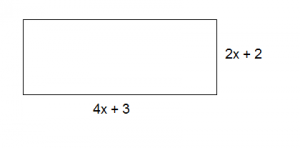 2x + 2
4x + 3